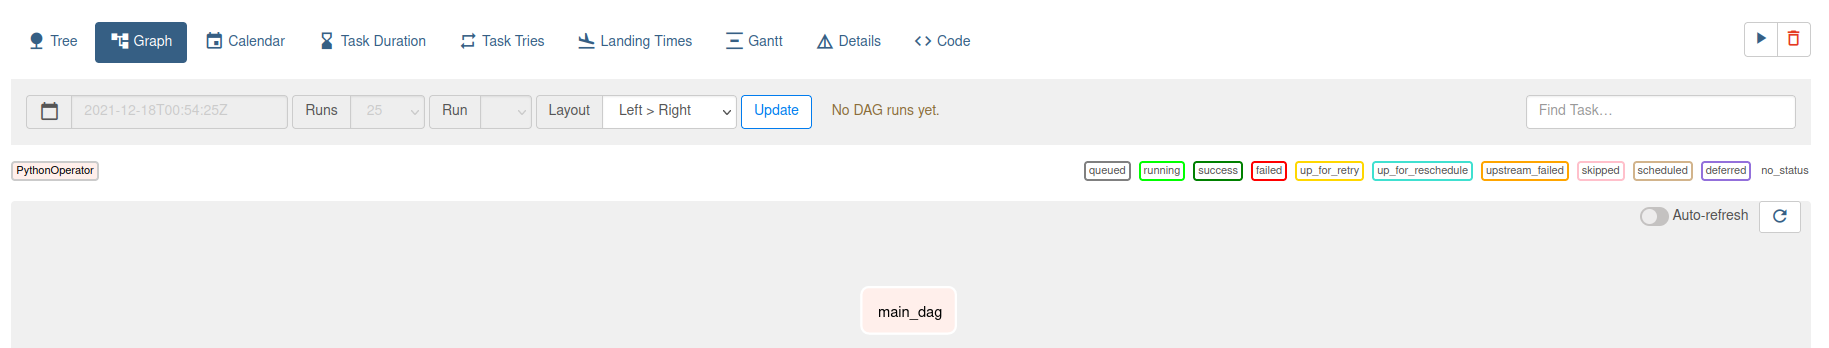 Tree Graph Calendar Task Duration Task Tries Landing Times Gantt Details Code
2021-12-18T00:54:25Z Runs 25 Run Layout Left > Right Update No DAG runs yet. Find Task…
PythonOperator queued running success failed up_for_retry up_for_reschedule upstream_failed skipped scheduled deferred no_status
Auto-refresh
main_dag